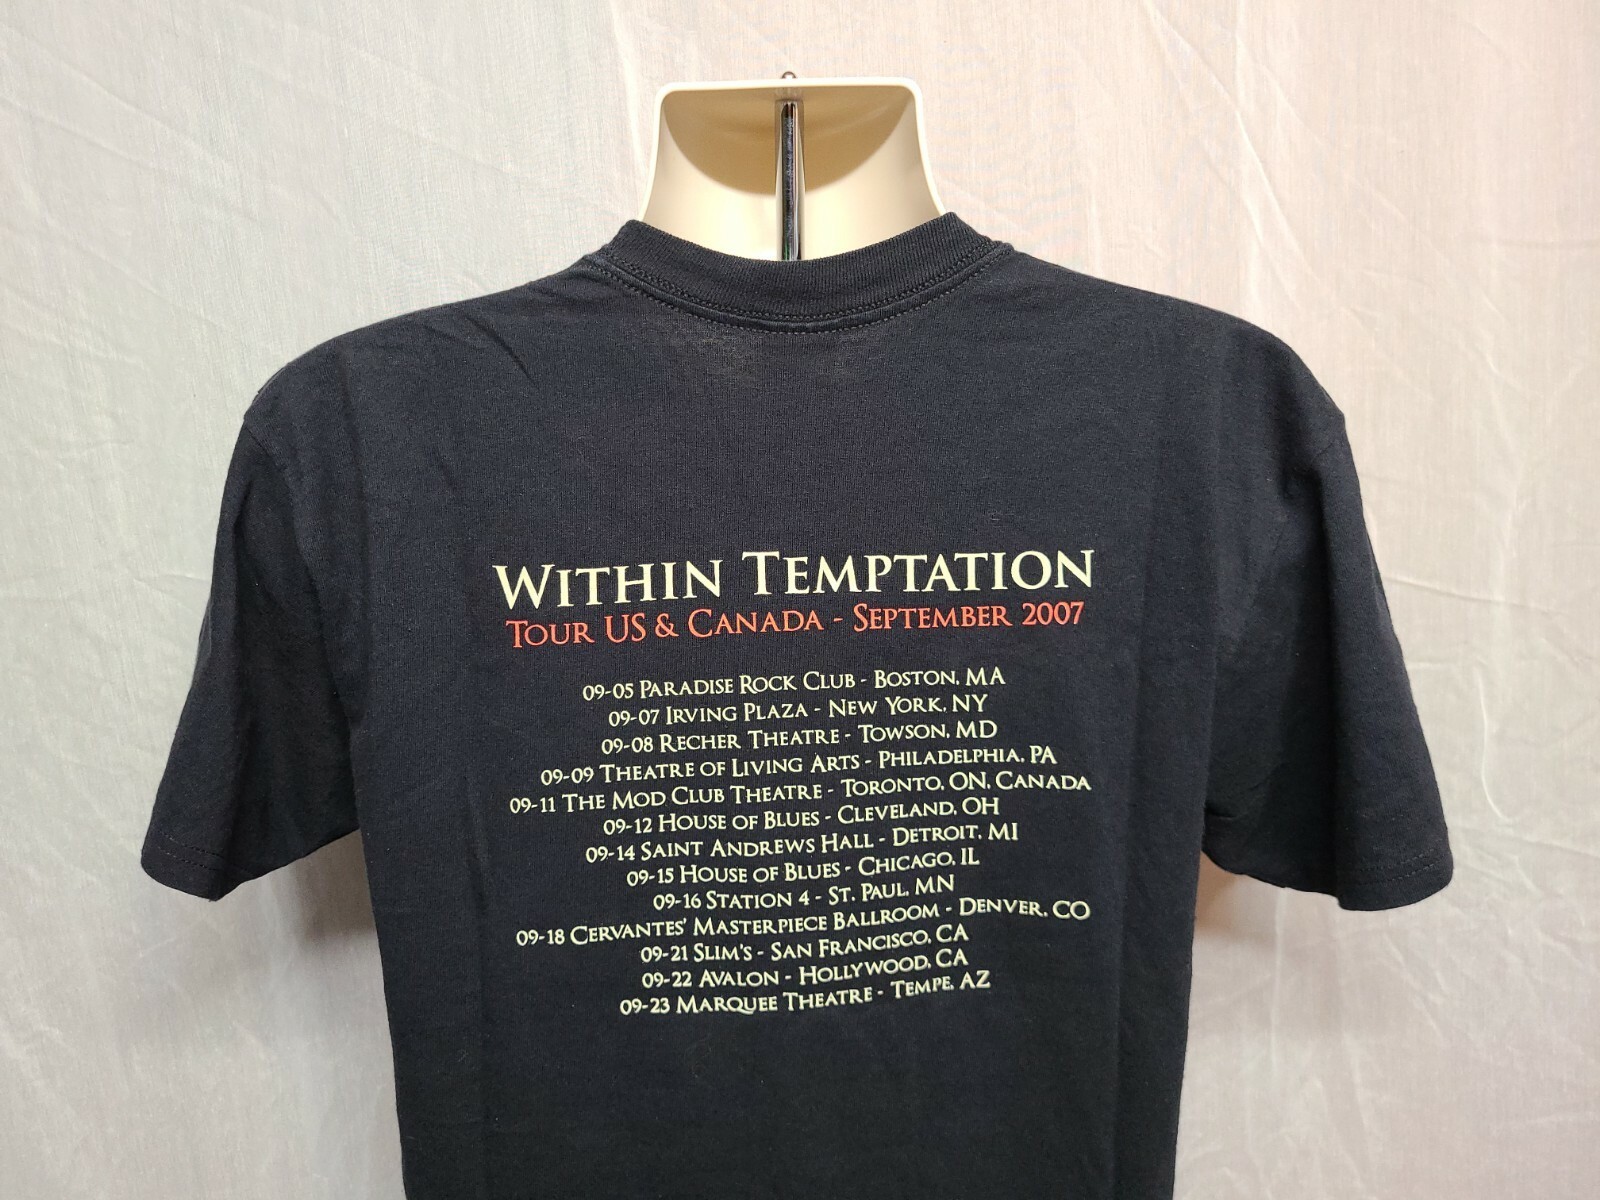 WITHIN TEMPTATION
TOUR US & CANADA - SEPTEMBER 2007
09-05 PARADISE ROCK CLUB - BOSTON, MA
09-07 IRVING PLAZA - NEW YORK, NY
09-08 RECHER THEATRE - TOWSON, MD
09-09 THEATRE OF LIVING ARTS - PHILADELPHIA, PA
09-11 THE MOD CLUB THEATRE - TORONTO, ON, CANADA
09-12 HOUSE OF BLUES - CLEVELAND, OH
09-14 SAINT ANDREWS HALL - DETROIT, MI
09-15 HOUSE OF BLUES - CHICAGO, IL
09-16 STATION 4 - ST. PAUL, MN
09-18 CERVANTES' MASTERPIECE BALLROOM - DENVER, CO
09-21 SLIM'S - SAN FRANCISCO, CA
09-22 AVALON - HOLLYWOOD, CA
09-23 MARQUEE THEATRE - TEMPE, AZ